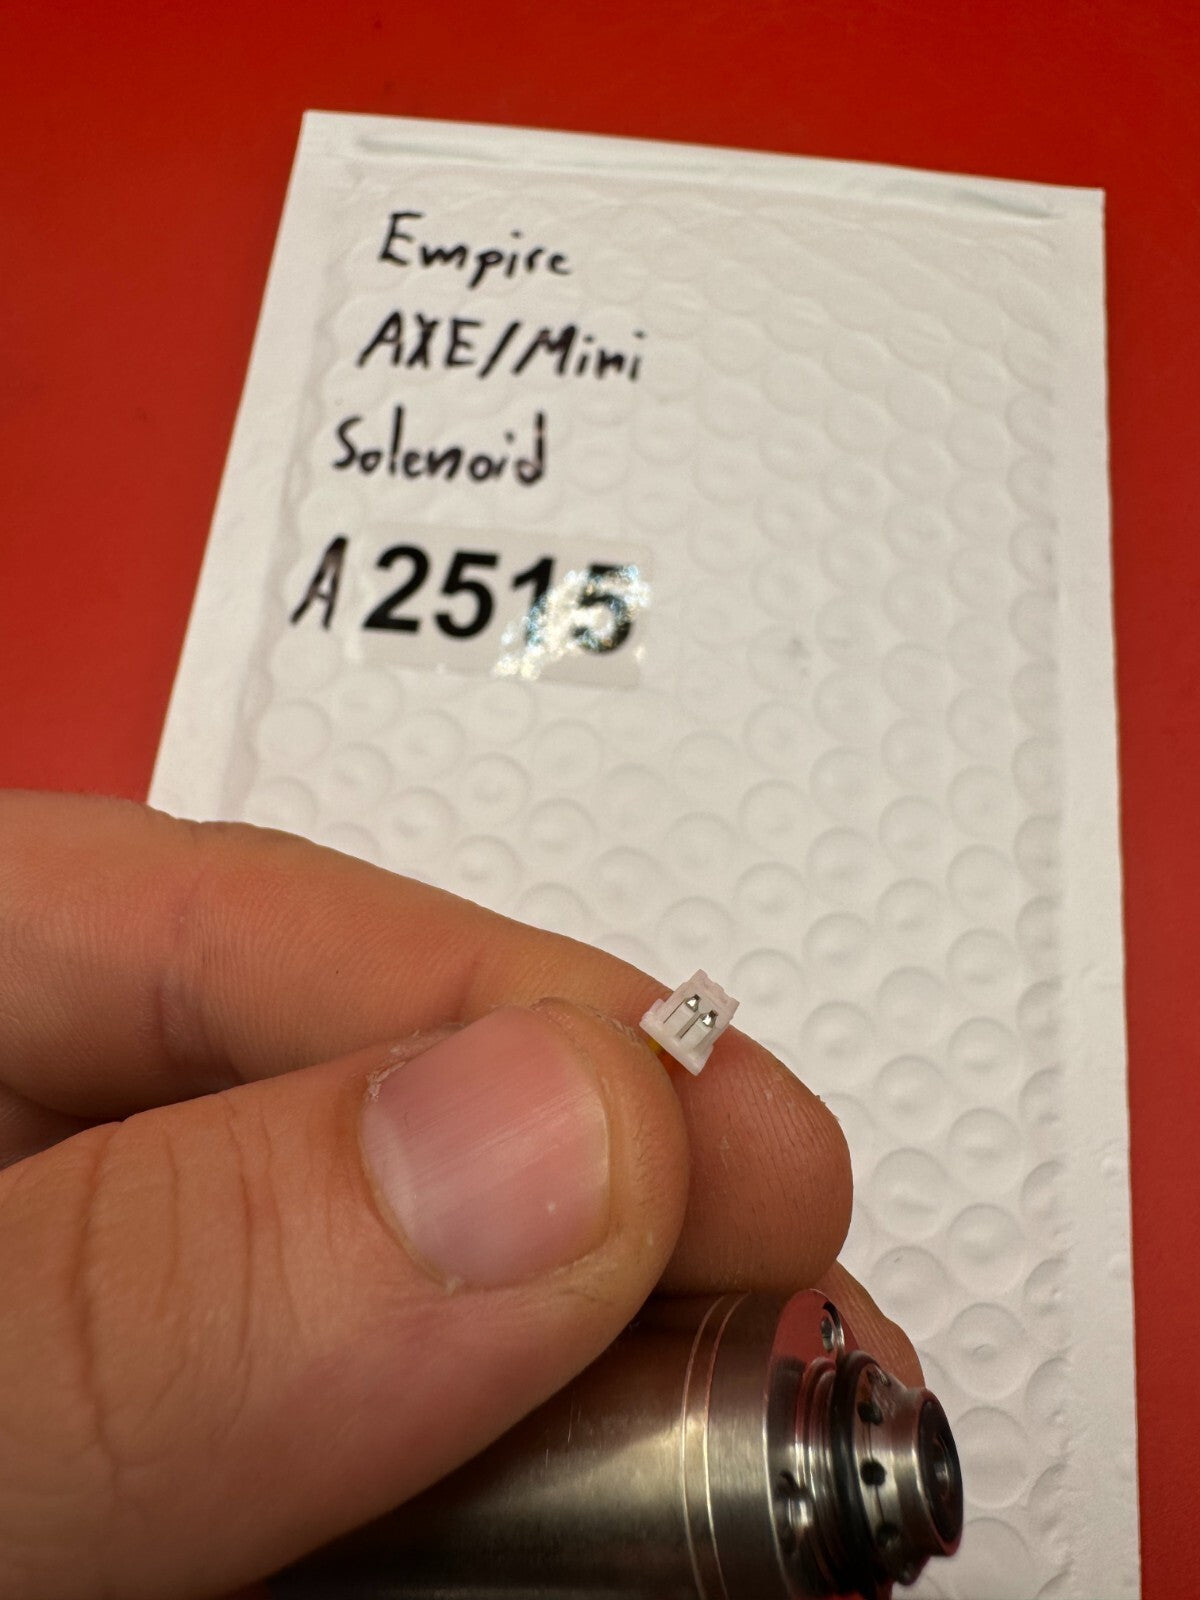 Empire
AXE/Mini
Solenoid
A2515